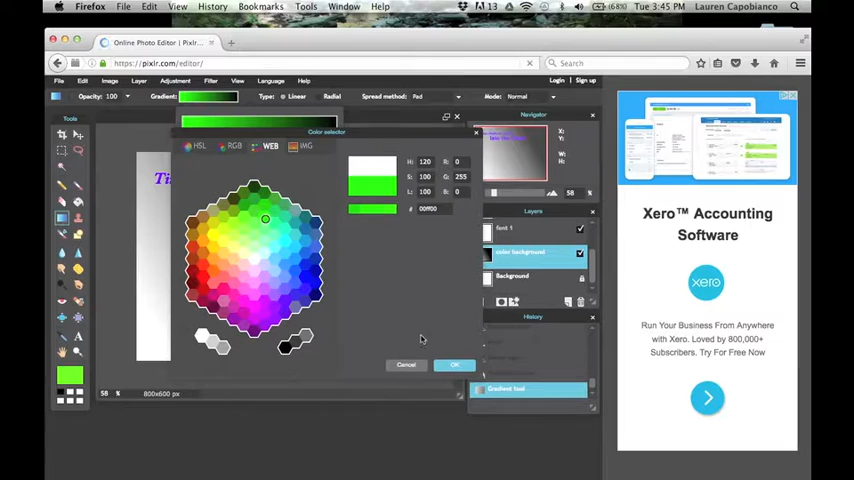 Firefox File Edit View History Bookmarks Tools Window Help
13
(68%) Tue 3:45 PM Lauren Capobianco
Online Photo Editor | Pixlr...
https://pixlr.com/editor/
Search
File Edit Image Layer Adjustment Filter View Language Help
Login | Sign up
Opacity: 100 Gradient: Type: Linear Radial Spread method: Pad Mode: Normal
Tools
Navigator
Color selector
HSL RGB WEB IMG
H: 120 R: 0
S: 100 G: 255
L: 100 B: 0
# 00ff00
X:
Y:
W:
H:
58 %
Layers
font 1
color background
Background
History
Cancel OK
Gradient tool
58 % 800x600 px
Xero™ Accounting
Software
xero
Run Your Business From Anywhere
with Xero. Loved by 800,000+
Subscribers. Try For Free Now